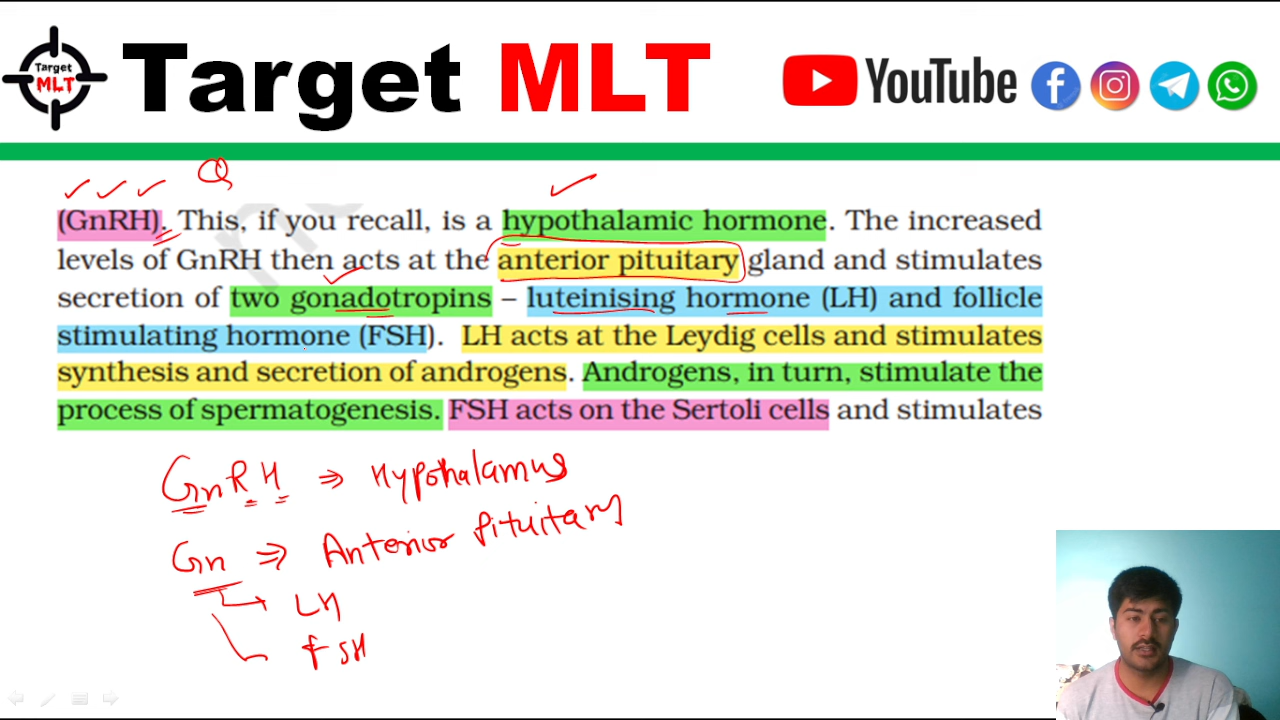 Target
MLT
Target MLT
YouTube
(GnRH). This, if you recall, is a hypothalamic hormone. The increased
levels of GnRH then acts at the anterior pituitary gland and stimulates
secretion of two gonadotropins – luteinising hormone (LH) and follicle
stimulating hormone (FSH). LH acts at the Leydig cells and stimulates
synthesis and secretion of androgens. Androgens, in turn, stimulate the
process of spermatogenesis. FSH acts on the Sertoli cells and stimulates
GnRH ⇒ Hypothalamus
Gn ⇒ Anterior Pituitary
LH
FSH